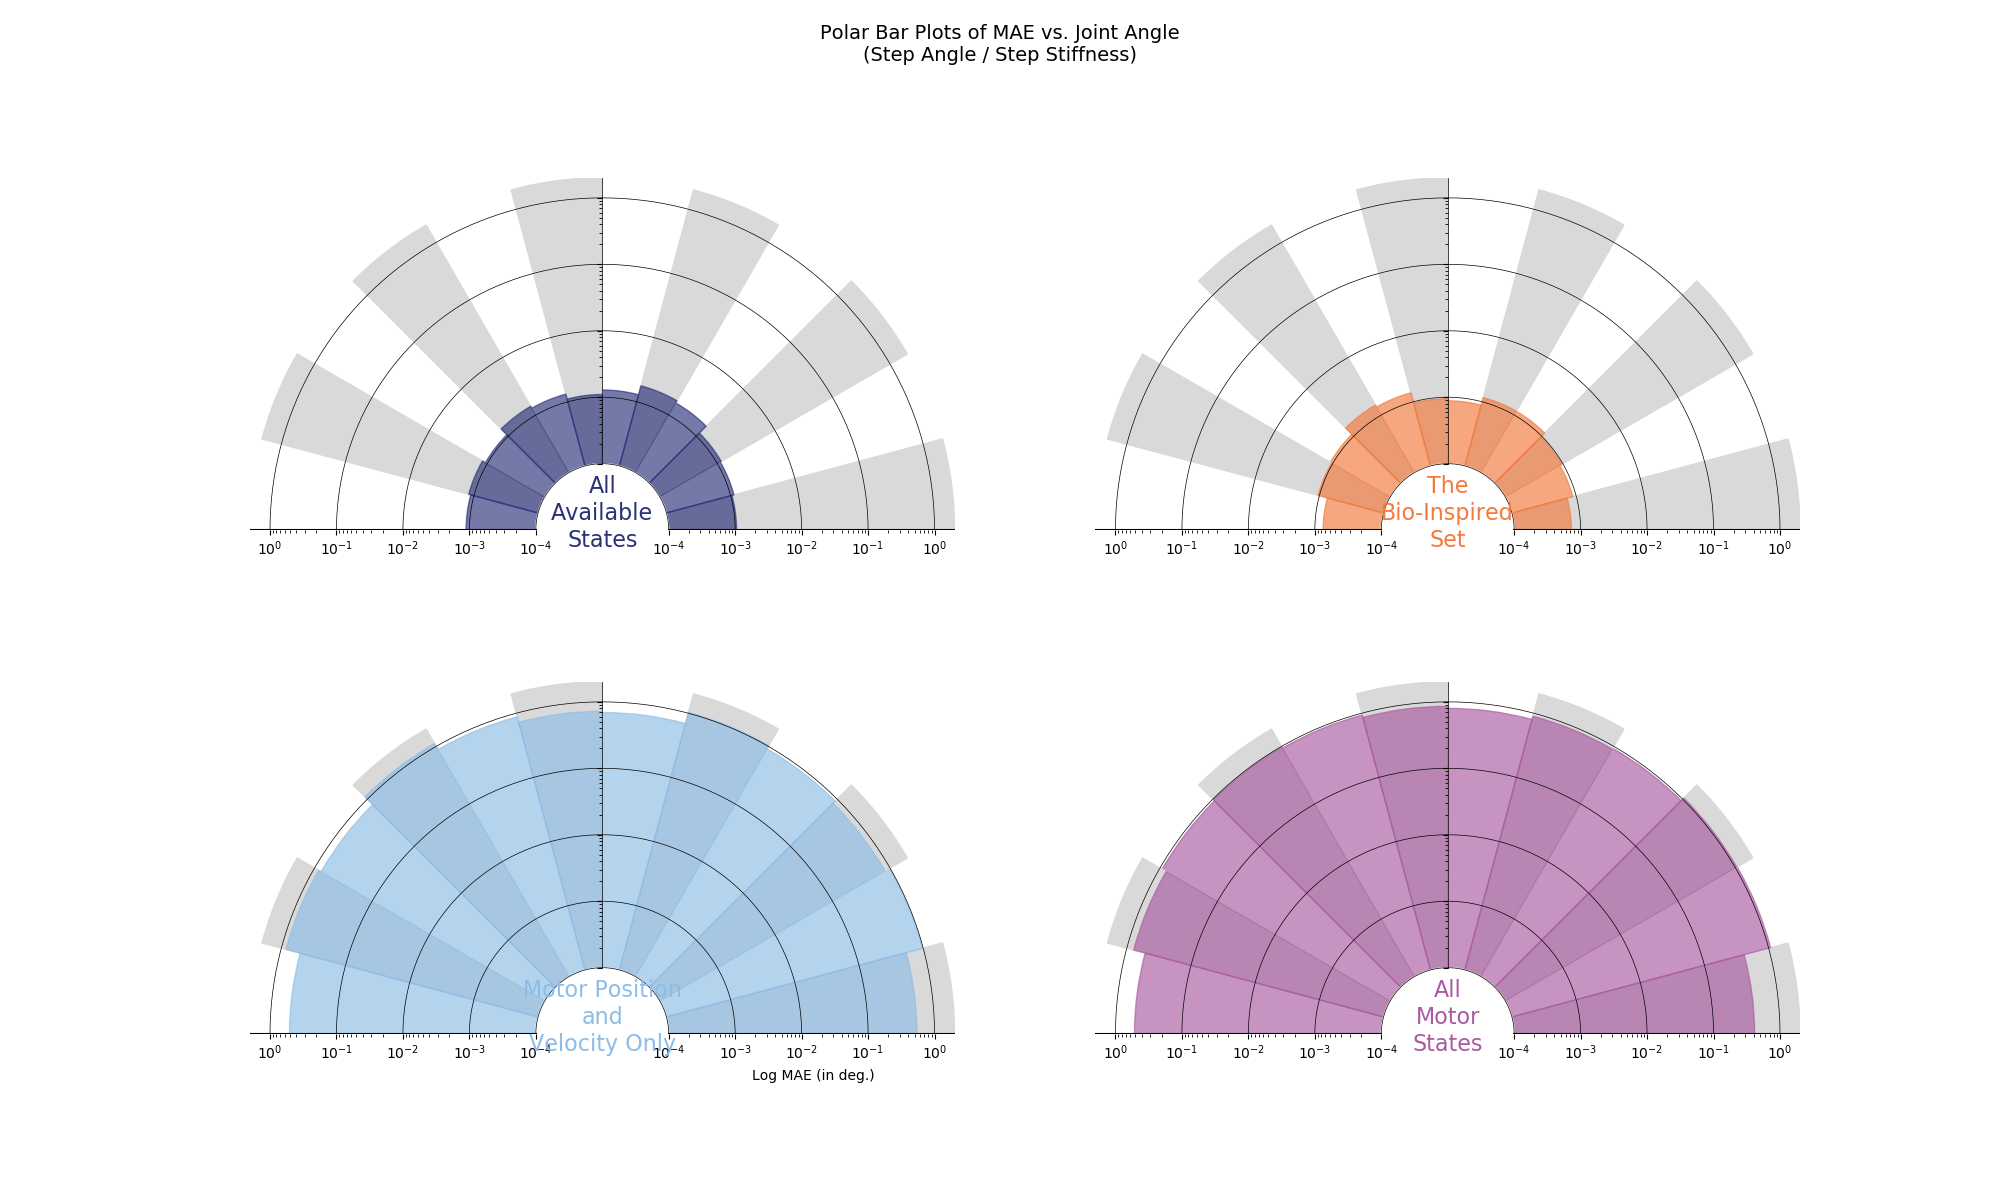 Polar Bar Plots of MAE vs. Joint Angle
(Step Angle / Step Stiffness)
All
Available
States
10⁰ 10⁻¹ 10⁻² 10⁻³ 10⁻⁴ 10⁻⁴ 10⁻³ 10⁻² 10⁻¹ 10⁰
The
Bio-Inspired
Set
10⁰ 10⁻¹ 10⁻² 10⁻³ 10⁻⁴ 10⁻⁴ 10⁻³ 10⁻² 10⁻¹ 10⁰
Motor Position
and
Velocity Only
10⁰ 10⁻¹ 10⁻² 10⁻³ 10⁻⁴ 10⁻⁴ 10⁻³ 10⁻² 10⁻¹ 10⁰
Log MAE (in deg.)
All
Motor
States
10⁰ 10⁻¹ 10⁻² 10⁻³ 10⁻⁴ 10⁻⁴ 10⁻³ 10⁻² 10⁻¹ 10⁰